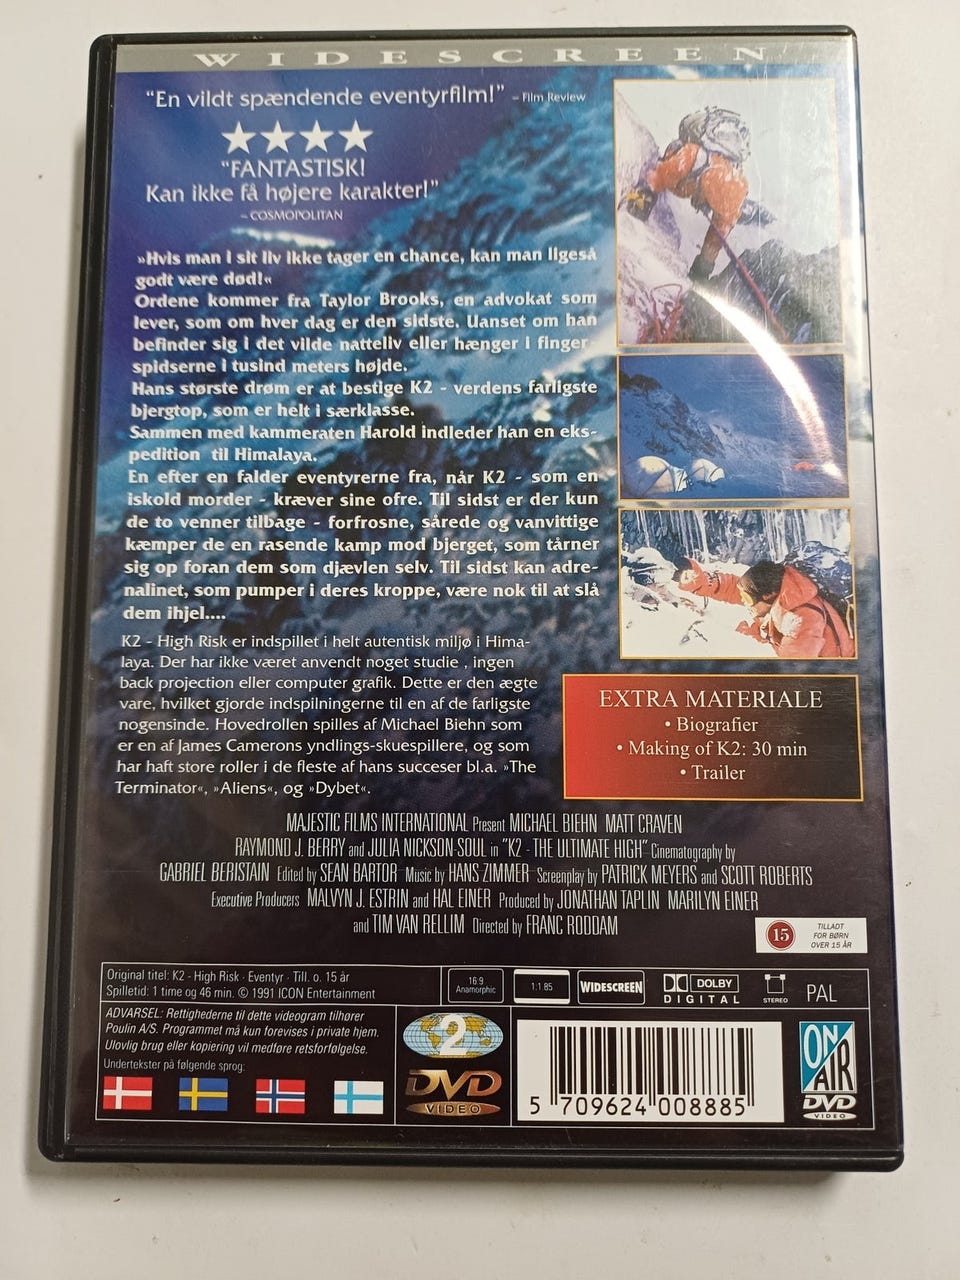 WIDESCREEN
"En vildt spændende eventyrfilm!" – Film Review
"FANTASTISK!
Kan ikke få højere karakter!"
– COSMOPOLITAN
»Hvis man i sit liv ikke tager en chance, kan man ligeså
godt være død!«
Ordene kommer fra Taylor Brooks, en advokat som
lever, som om hver dag er den sidste. Uanset om han
befinder sig i det vilde natteliv eller hænger i finger-
spidserne i tusind meters højde.
Hans største drøm er at bestige K2 - verdens farligste
bjergtop, som er helt i særklasse.
Sammen med kammeraten Harold indleder han en eks-
pedition til Himalaya.
En efter en falder eventyrerne fra, når K2 - som en
iskold morder - kræver sine ofre. Til sidst er der kun
de to venner tilbage - forfrosne, sårede og vanvittige
kæmper de en rasende kamp mod bjerget, som tårner
sig op foran dem som djævlen selv. Til sidst kan adre-
nalinet, som pumper i deres kroppe, være nok til at slå
dem ihjel....
K2 - High Risk er indspillet i helt autentisk miljø i Hima-
laya. Der har ikke været anvendt noget studie , ingen
back projection eller computer grafik. Dette er den ægte
vare, hvilket gjorde indspilningerne til en af de farligste
nogensinde. Hovedrollen spilles af Michael Biehn som
er en af James Camerons yndlings-skuespillere, og som
har haft store roller i de fleste af hans succeser bl.a. »The
Terminator«, »Aliens«, og »Dybet«.
EXTRA MATERIALE
• Biografier
• Making of K2: 30 min
• Trailer
MAJESTIC FILMS INTERNATIONAL Present MICHAEL BIEHN MATT CRAVEN
RAYMOND J. BERRY and JULIA NICKSON-SOUL in "K2 - THE ULTIMATE HIGH" Cinematography by
GABRIEL BERISTAIN Edited by SEAN BARTOR Music by HANS ZIMMER Screenplay by PATRICK MEYERS and SCOTT ROBERTS
Executive Producers MALVYN J. ESTRIN and HAL EINER Produced by JONATHAN TAPLIN MARILYN EINER
and TIM VAN RELLIM Directed by FRANC RODDAM
15
TILLADT
FOR BØRN
OVER 15 ÅR
Original titel: K2 - High Risk · Eventyr · Till. o. 15 år
Spilletid: 1 time og 46 min. © 1991 ICON Entertainment
16:9
Anamorphic
1:1.85
WIDESCREEN
DOLBY
DIGITAL
STEREO
PAL
ADVARSEL: Rettighederne til dette videogram tilhører
Poulin A/S. Programmet må kun forevises i private hjem.
Ulovlig brug eller kopiering vil medføre retsforfølgelse.
Undertekster på følgende sprog:
2
DVD
VIDEO
5 709624 008885
ON
AIR
DVD
VIDEO